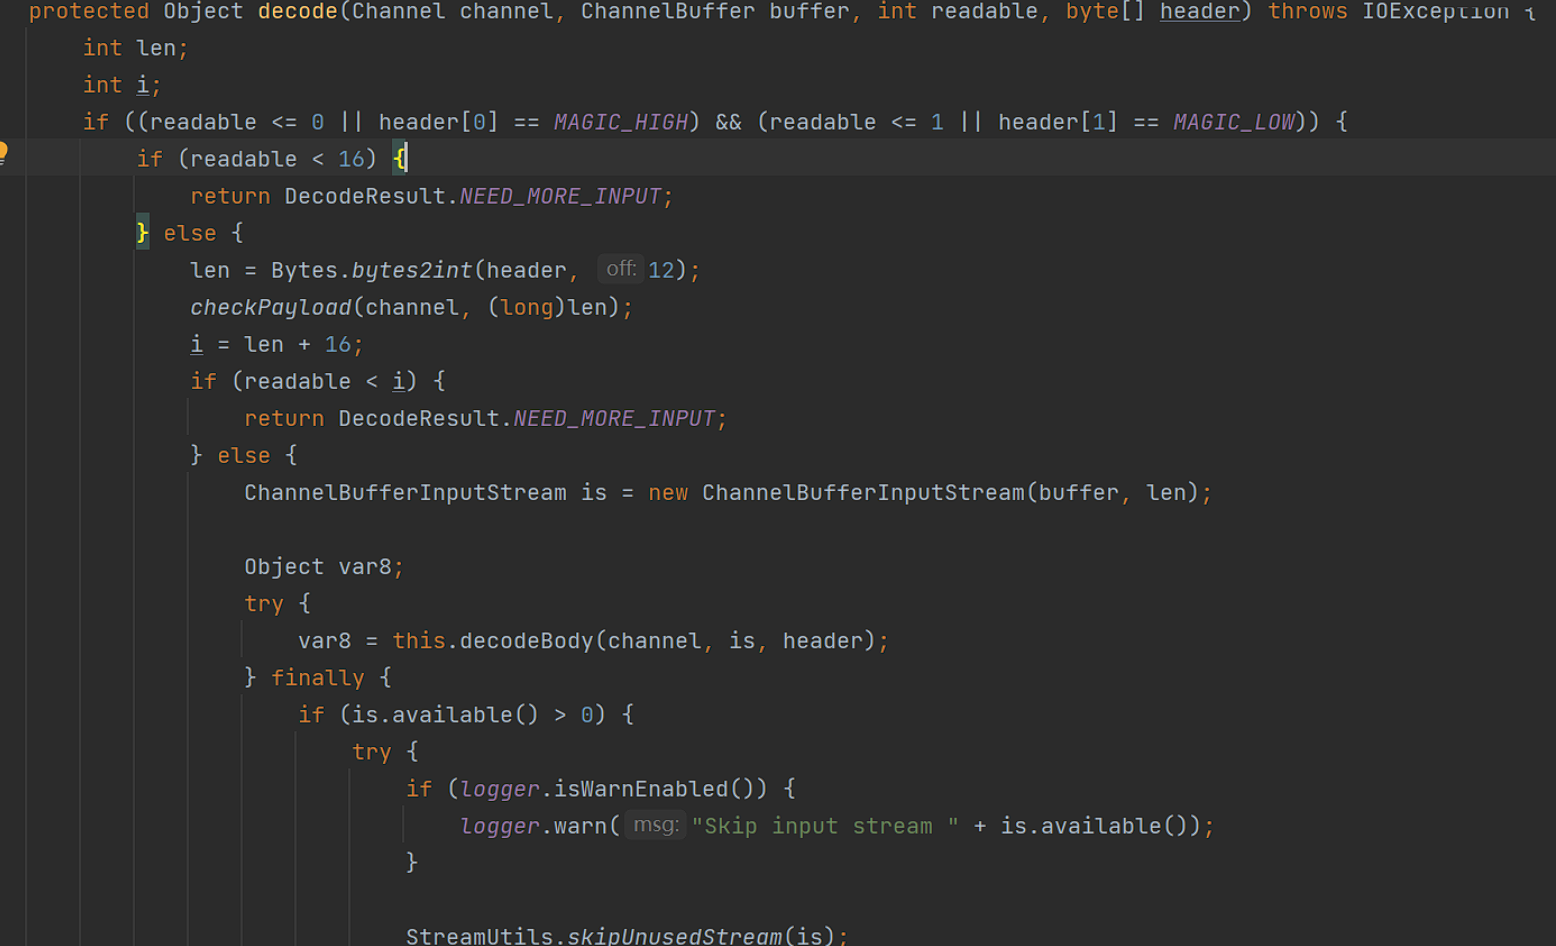 protected Object decode(Channel channel, ChannelBuffer buffer, int readable, byte[] header) throws IOException {
int len;
int i;
if ((readable <= 0 || header[0] == MAGIC_HIGH) && (readable <= 1 || header[1] == MAGIC_LOW)) {
if (readable < 16) {
return DecodeResult.NEED_MORE_INPUT;
} else {
len = Bytes.bytes2int(header, off: 12);
checkPayload(channel, (long)len);
i = len + 16;
if (readable < i) {
return DecodeResult.NEED_MORE_INPUT;
} else {
ChannelBufferInputStream is = new ChannelBufferInputStream(buffer, len);
Object var8;
try {
var8 = this.decodeBody(channel, is, header);
} finally {
if (is.available() > 0) {
try {
if (logger.isWarnEnabled()) {
logger.warn( msg: "Skip input stream " + is.available());
}
StreamUtils.skipUnusedStream(is);